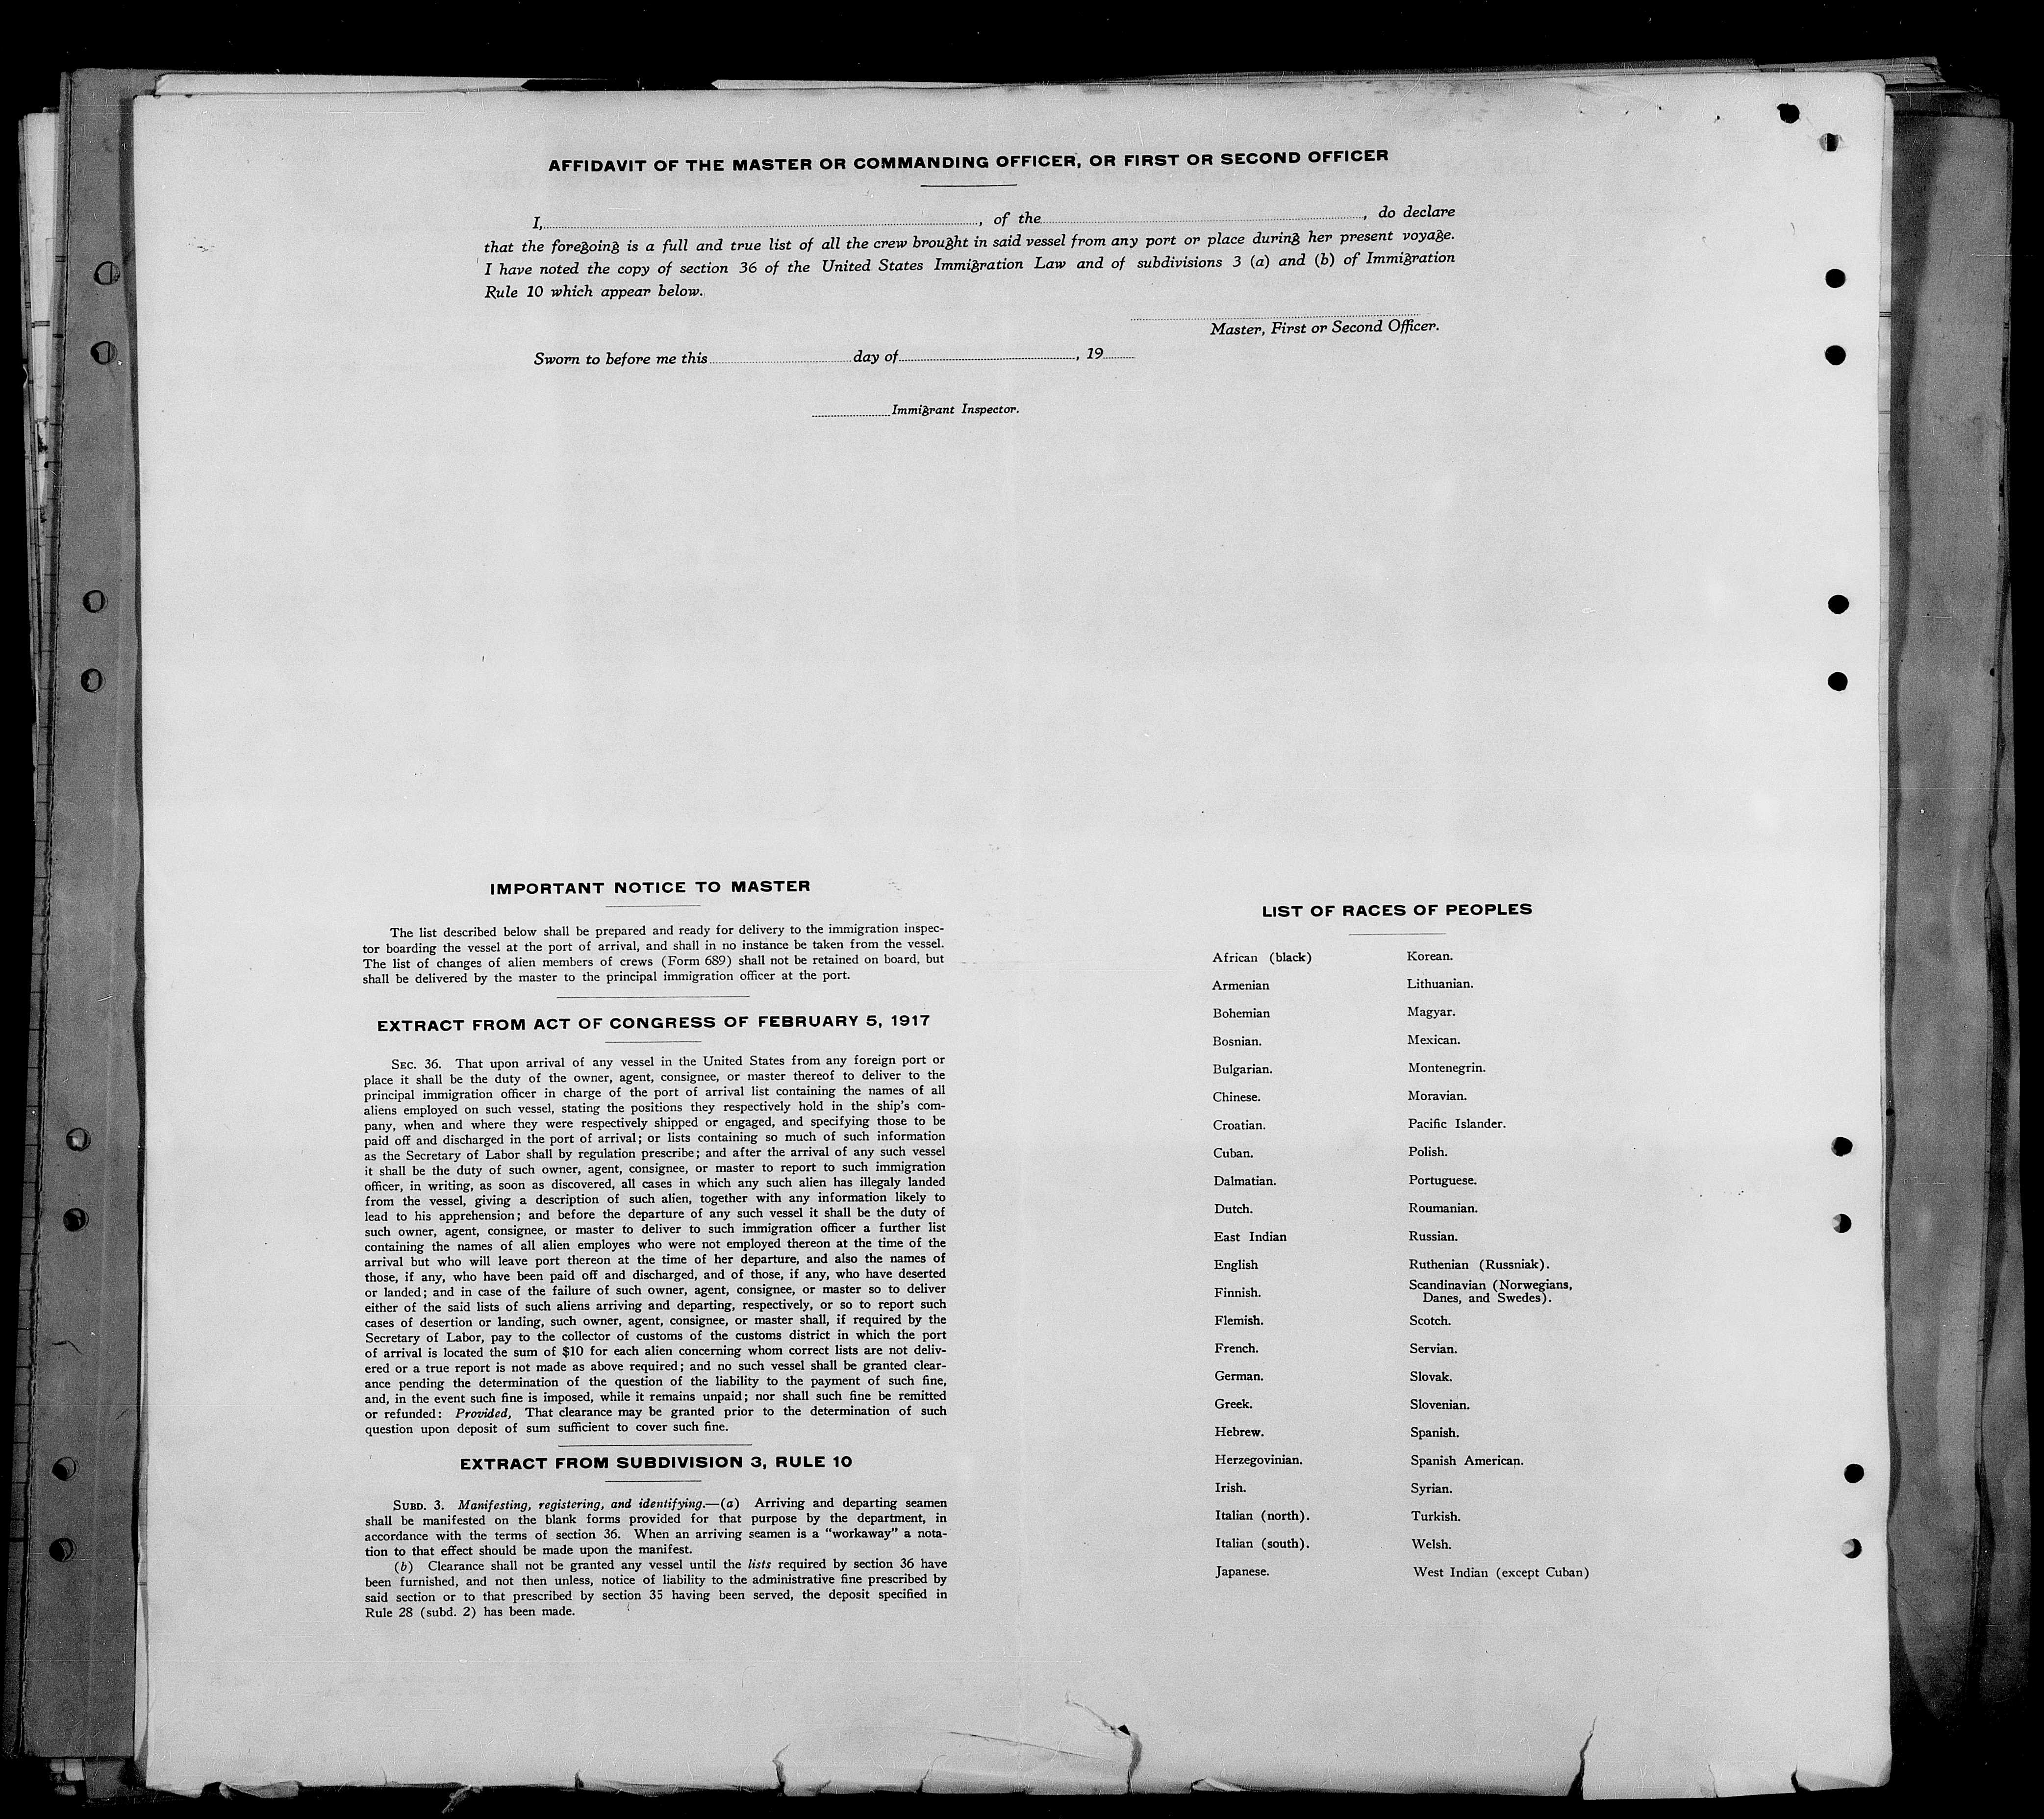 AFFIDAVIT OF THE MASTER OR COMMANDING OFFICER, OR FIRST OR SECOND OFFICER
I, , of the , do declare
that the foregoing is a full and true list of all the crew brought in said vessel from any port or place during her present voyage.
I have noted the copy of section 36 of the United States Immigration Law and of subdivisions 3 (a) and (b) of Immigration
Rule 10 which appear below.
Master, First or Second Officer.
Sworn to before me this day of , 19
Immigrant Inspector.
IMPORTANT NOTICE TO MASTER
The list described below shall be prepared and ready for delivery to the immigration inspec-
tor boarding the vessel at the port of arrival, and shall in no instance be taken from the vessel.
The list of changes of alien members of crews (Form 689) shall not be retained on board, but
shall be delivered by the master to the principal immigration officer at the port.
EXTRACT FROM ACT OF CONGRESS OF FEBRUARY 5, 1917
SEC. 36. That upon arrival of any vessel in the United States from any foreign port or
place it shall be the duty of the owner, agent, consignee, or master thereof to deliver to the
principal immigration officer in charge of the port of arrival list containing the names of all
aliens employed on such vessel, stating the positions they respectively hold in the ship's com-
pany, when and where they were respectively shipped or engaged, and specifying those to be
paid off and discharged in the port of arrival; or lists containing so much of such information
as the Secretary of Labor shall by regulation prescribe; and after the arrival of any such vessel
it shall be the duty of such owner, agent, consignee, or master to report to such immigration
officer, in writing, as soon as discovered, all cases in which any such alien has illegaly landed
from the vessel, giving a description of such alien, together with any information likely to
lead to his apprehension; and before the departure of any such vessel it shall be the duty of
such owner, agent, consignee, or master to deliver to such immigration officer a further list
containing the names of all alien employes who were not employed thereon at the time of the
arrival but who will leave port thereon at the time of her departure, and also the names of
those, if any, who have been paid off and discharged, and of those, if any, who have deserted
or landed; and in case of the failure of such owner, agent, consignee, or master so to deliver
either of the said lists of such aliens arriving and departing, respectively, or so to report such
cases of desertion or landing, such owner, agent, consignee, or master shall, if required by the
Secretary of Labor, pay to the collector of customs of the customs district in which the port
of arrival is located the sum of $10 for each alien concerning whom correct lists are not deliv-
ered or a true report is not made as above required; and no such vessel shall be granted clear-
ance pending the determination of the question of the liability to the payment of such fine,
and, in the event such fine is imposed, while it remains unpaid; nor shall such fine be remitted
or refunded: Provided, That clearance may be granted prior to the determination of such
question upon deposit of sum sufficient to cover such fine.
EXTRACT FROM SUBDIVISION 3, RULE 10
SUBD. 3. Manifesting, registering, and identifying.—(a) Arriving and departing seamen
shall be manifested on the blank forms provided for that purpose by the department, in
accordance with the terms of section 36. When an arriving seamen is a "workaway" a nota-
tion to that effect should be made upon the manifest.
(b) Clearance shall not be granted any vessel until the lists required by section 36 have
been furnished, and not then unless, notice of liability to the administrative fine prescribed by
said section or to that prescribed by section 35 having been served, the deposit specified in
Rule 28 (subd. 2) has been made.
LIST OF RACES OF PEOPLES
African (black)
Armenian
Bohemian
Bosnian.
Bulgarian.
Chinese.
Croatian.
Cuban.
Dalmatian.
Dutch.
East Indian
English
Finnish.
Flemish.
French.
German.
Greek.
Hebrew.
Herzegovinian.
Irish.
Italian (north).
Italian (south).
Japanese.
Korean.
Lithuanian.
Magyar.
Mexican.
Montenegrin.
Moravian.
Pacific Islander.
Polish.
Portuguese.
Roumanian.
Russian.
Ruthenian (Russniak).
Scandinavian (Norwegians,
Danes, and Swedes).
Scotch.
Servian.
Slovak.
Slovenian.
Spanish.
Spanish American.
Syrian.
Turkish.
Welsh.
West Indian (except Cuban)